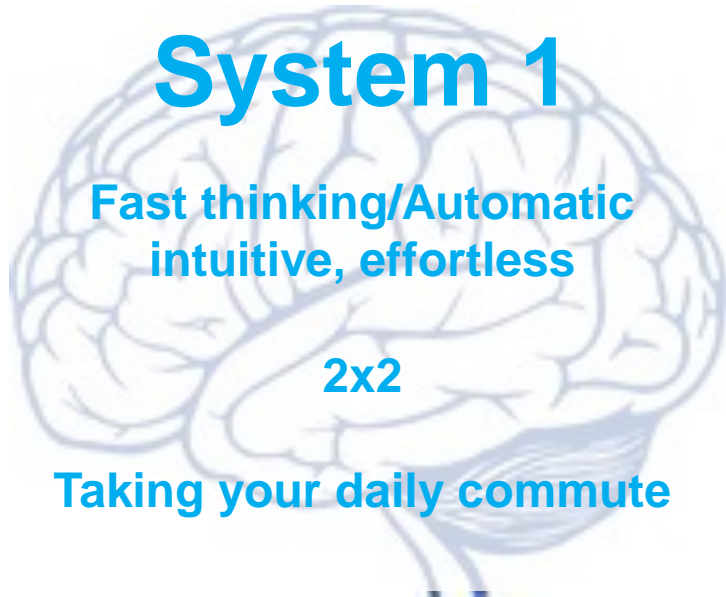 System 1
Fast thinking/Automatic
intuitive, effortless
2x2
Taking your daily commute